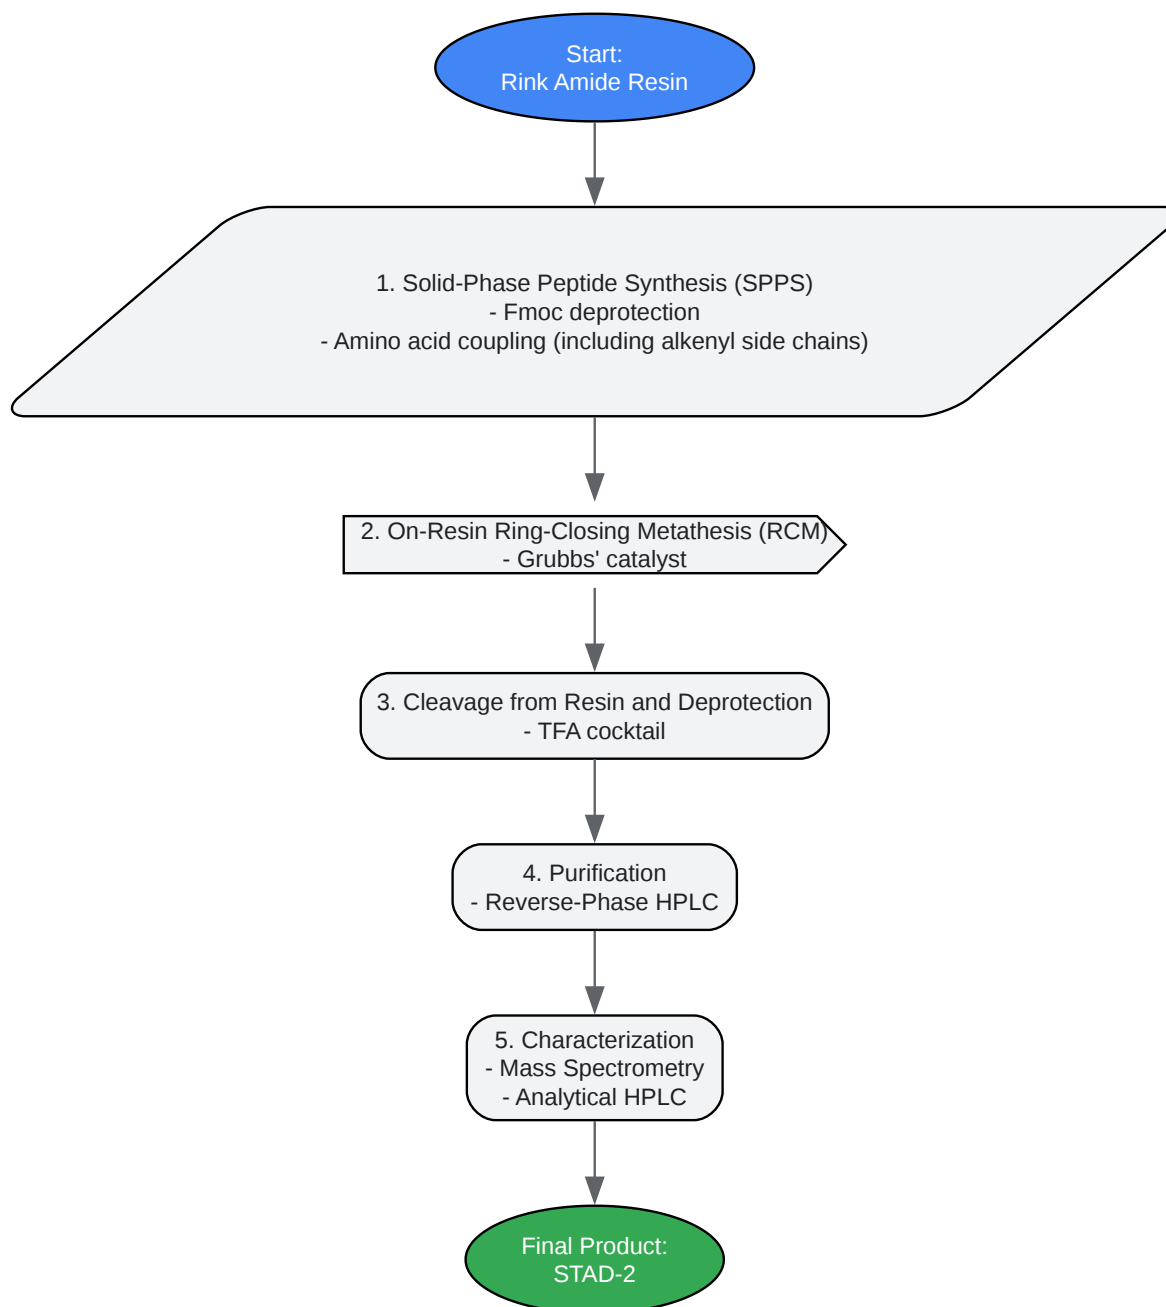 Start:
Rink Amide Resin
1. Solid-Phase Peptide Synthesis (SPPS)
- Fmoc deprotection
- Amino acid coupling (including alkenyl side chains)
2. On-Resin Ring-Closing Metathesis (RCM)
- Grubbs' catalyst
3. Cleavage from Resin and Deprotection
- TFA cocktail
4. Purification
- Reverse-Phase HPLC
5. Characterization
- Mass Spectrometry
- Analytical HPLC
Final Product:
STAD-2